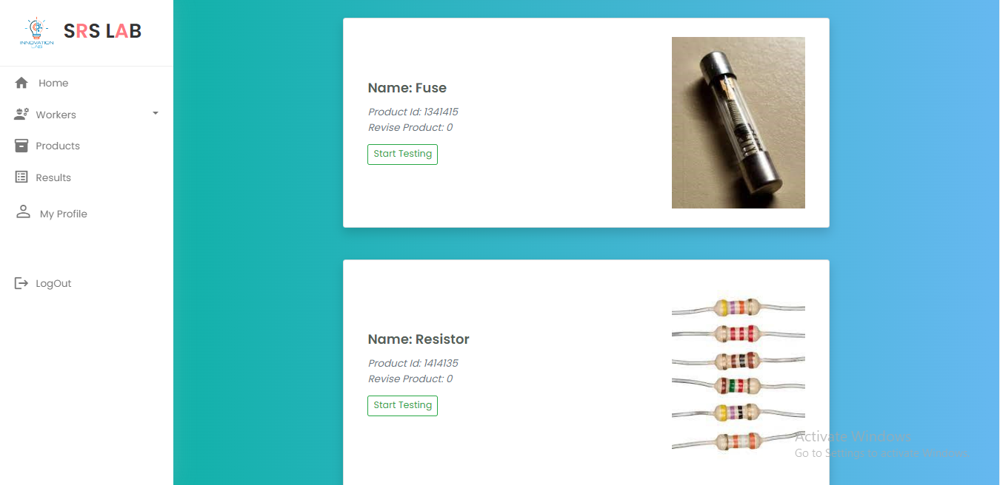 INNOVATION
LAB
SRS LAB
Home
Workers
Products
Results
My Profile
LogOut
Name: Fuse
Product Id: 1341415
Revise Product: 0
Start Testing
Name: Resistor
Product Id: 1414135
Revise Product: 0
Start Testing
Activate Windows
Go to Settings to activate Windows.